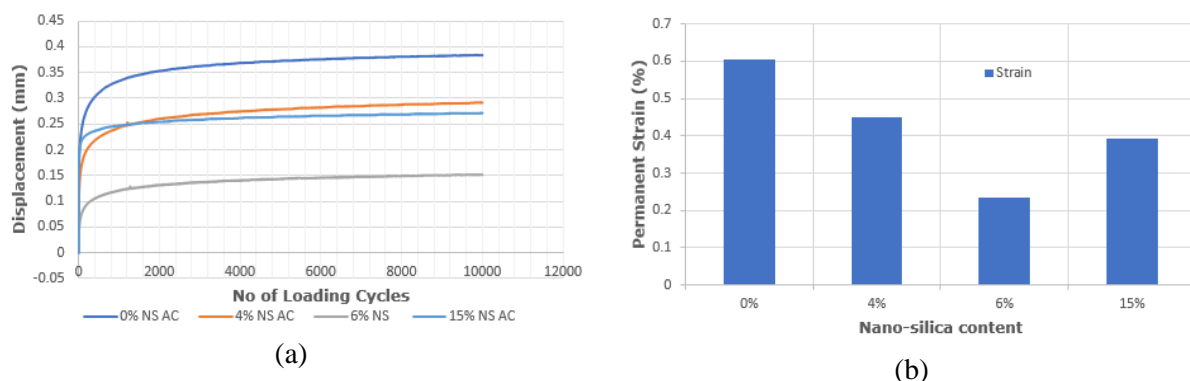 0.45
0.4
0.35
0.3
0.25
0.2
0.15
0.1
0.05
0
-0.05
Displacement (mm)
0 2000 4000 6000 8000 10000 12000
No of Loading Cycles
0% NS AC 4% NS AC 6% NS 15% NS AC
(a)
0.7
0.6
0.5
0.4
0.3
0.2
0.1
0
Permanent Strain (%)
Strain
0% 4% 6% 15%
Nano-silica content
(b)